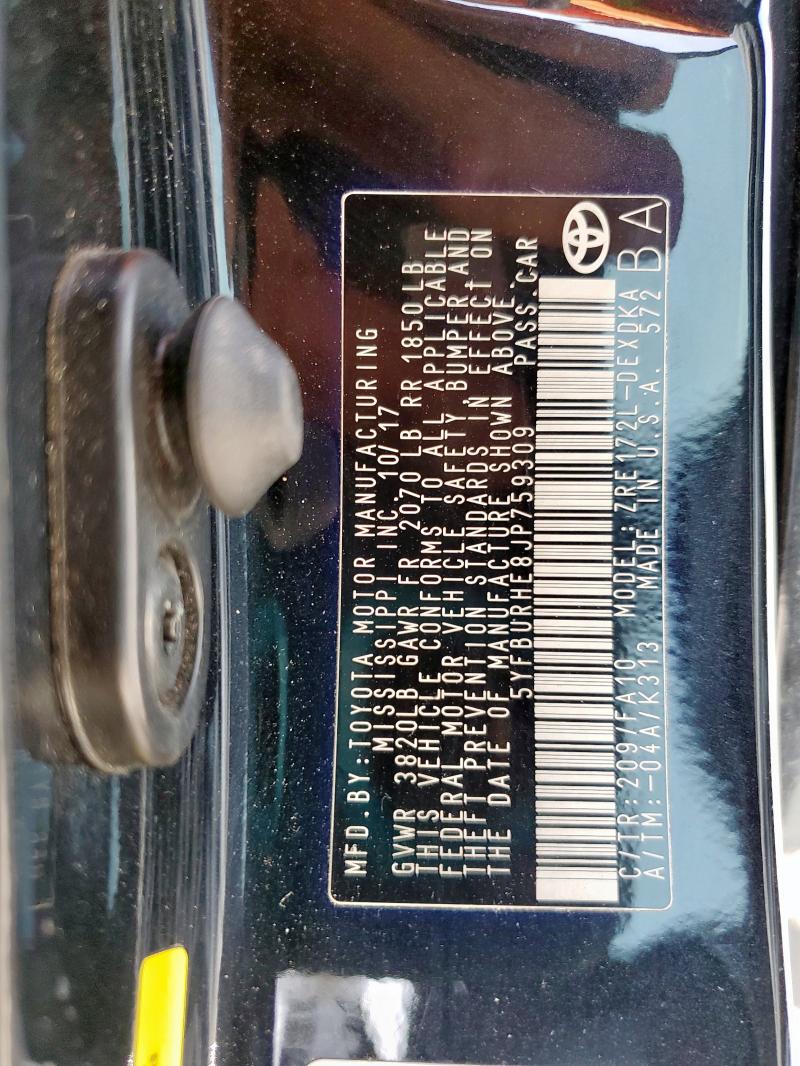 MFD.BY:TOYOTA MOTOR MANUFACTURING
MISSISSIPPI INC. 10/17
GVWR 3820LB GAWR FR 2070 LB RR 1850LB
THIS VEHICLE CONFORMS TO ALL APPLICABLE
FEDERAL MOTOR VEHICLE SAFETY, BUMPER AND
THEFT PREVENTION STANDARDS IN EFFECT ON
THE DATE OF MANUFACTURE SHOWN ABOVE.
5YFBURHE8JP759309 PASS.CAR
C/TR:209/FA10 MODEL:ZRE172L-DEXDKA
A/TM:-04A/K313 MADE IN U.S.A. 572 BA